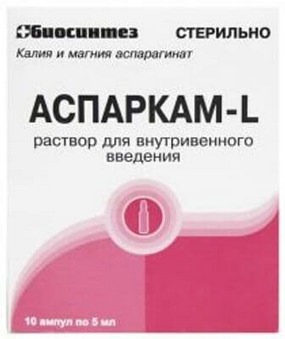 биосинтез СТЕРИЛЬНО
Калия и магния аспарагинат
АСПАРКАМ-L
раствор для внутривенного
введения
10 ампул по 5 мл